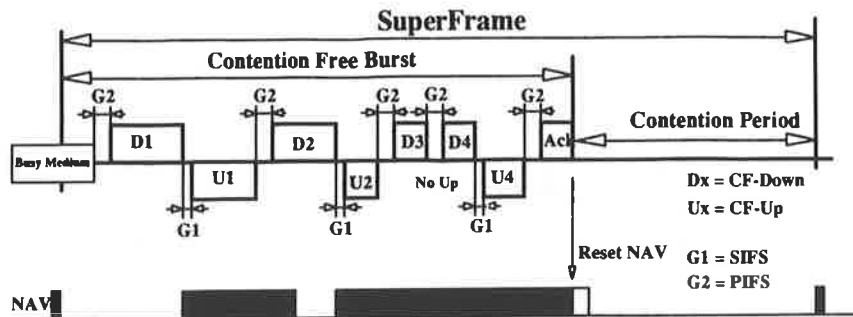 SuperFrame
Contention Free Burst
G2 G2 G2 G2 G2
Contention Period
D1 D2 D3 D4 Ack
Busy Medium
U1 U2 No Up U4
Dx = CF-Down
Ux = CF-Up
G1 G1 G1
Reset NAV
G1 = SIFS
G2 = PIFS
NAV